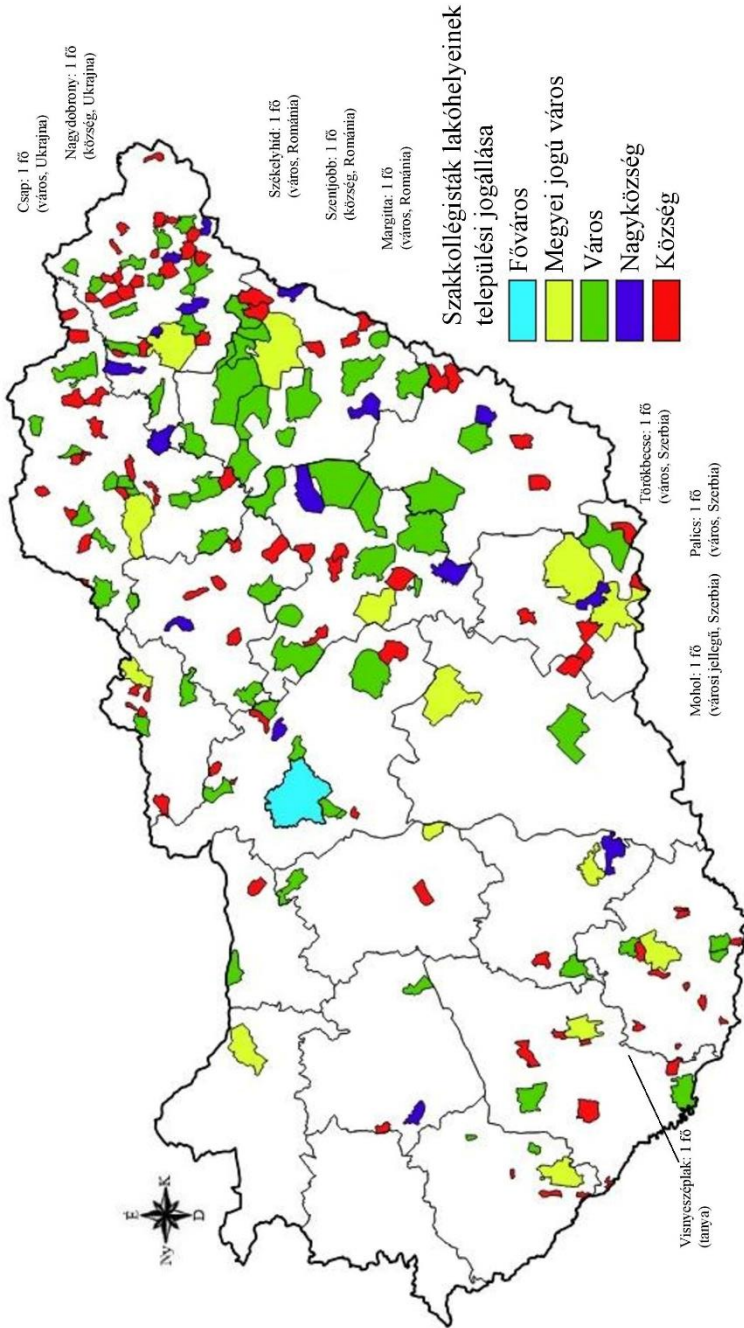 Csap: 1 fő
(város, Ukrajna)
Nagydobrony: 1 fő
(község, Ukrajna)
Székelyhíd: 1 fő
(város, Románia)
Szentjobb: 1 fő
(község, Románia)
Margitta: 1 fő
(város, Románia)
Szakkollégisták lakóhelyeinek
települési jogállása
Főváros
Megyei jogú város
Város
Nagyközség
Község
Törökbecse: 1 fő
(város, Szerbia)
Palics: 1 fő
(város, Szerbia)
Mohol: 1 fő
(városi jellegű, Szerbia)
Visnyeszéplak: 1 fő
(tanya)
É
Ny
K
D